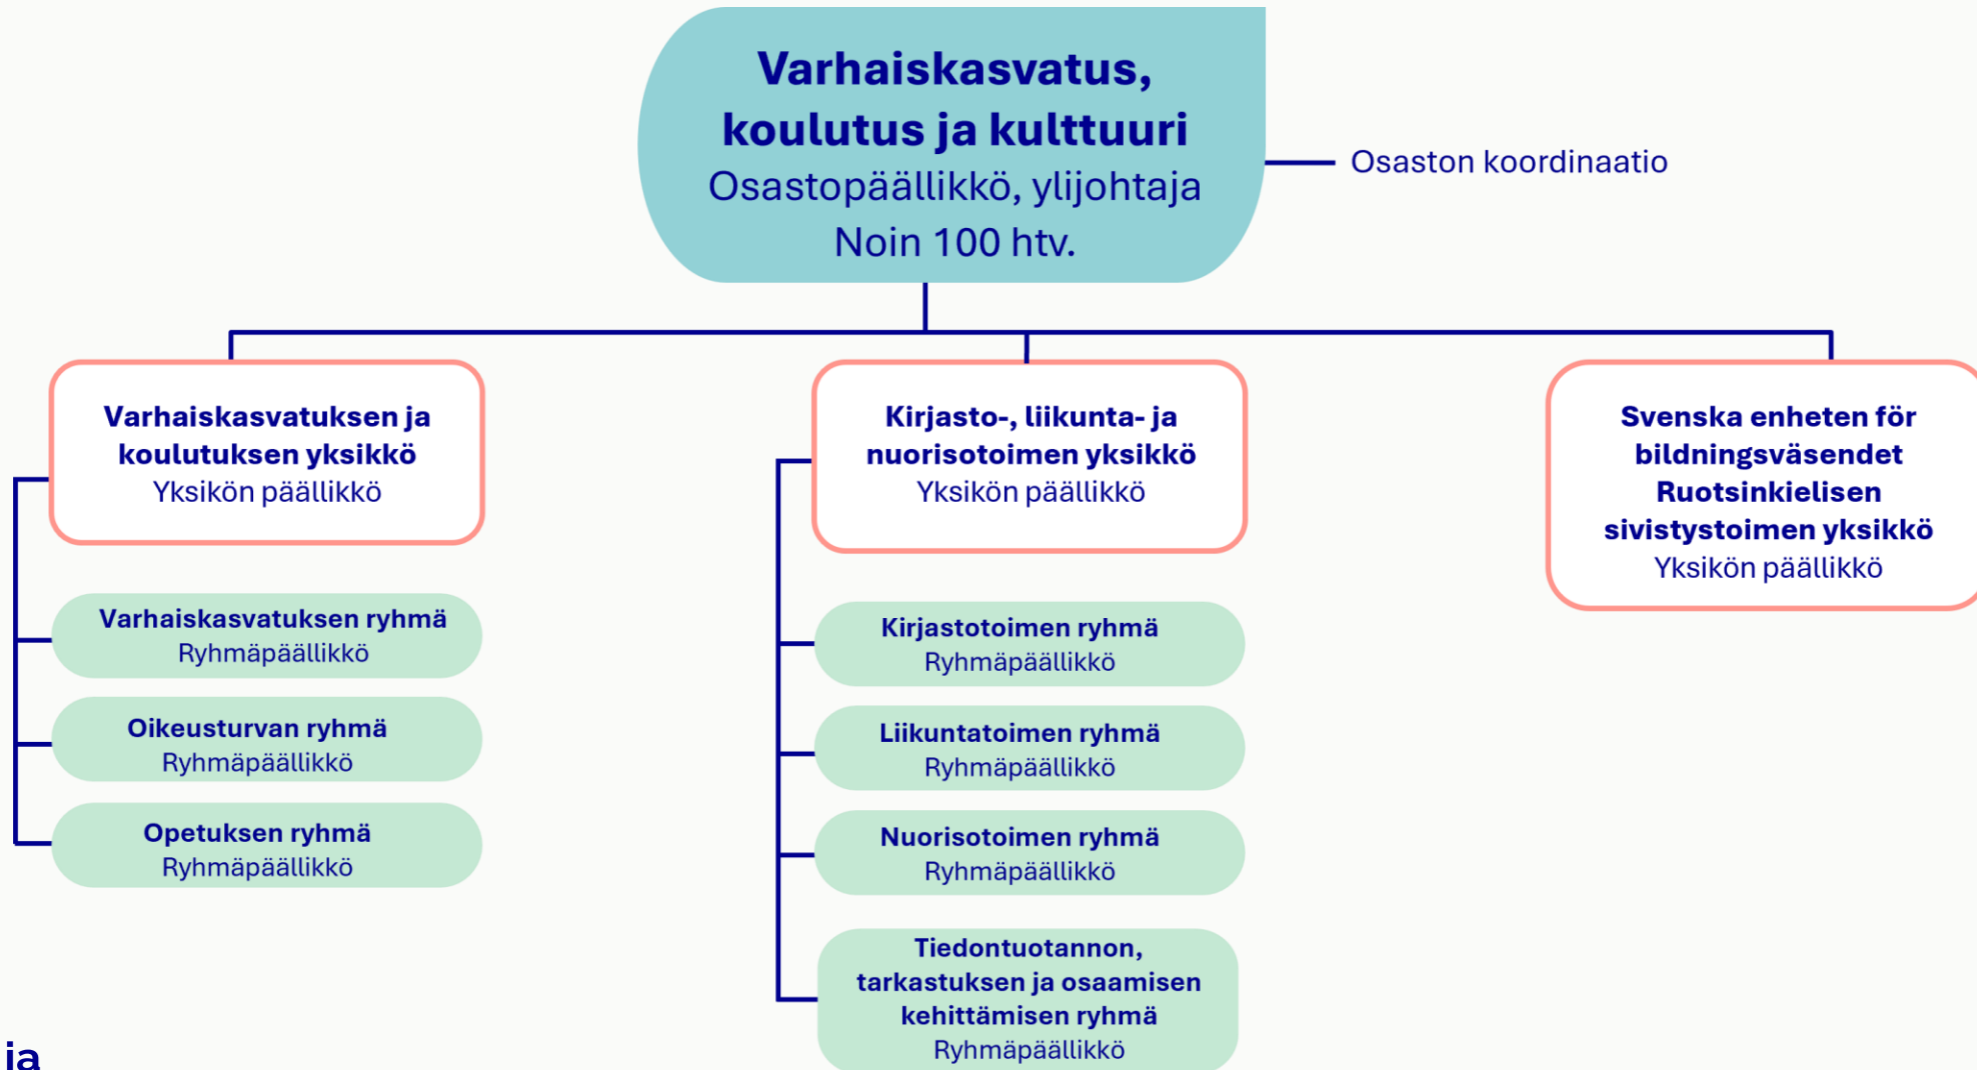 Varhaiskasvatus,
koulutus ja kulttuuri
Osastopäällikkö, ylijohtaja
Noin 100 htv.
Osaston koordinaatio
Varhaiskasvatuksen ja
koulutuksen yksikkö
Yksikön päällikkö
Varhaiskasvatuksen ryhmä
Ryhmäpäällikkö
Oikeusturvan ryhmä
Ryhmäpäällikkö
Opetuksen ryhmä
Ryhmäpäällikkö
Kirjasto-, liikunta- ja
nuorisotoimen yksikkö
Yksikön päällikkö
Kirjastotoimen ryhmä
Ryhmäpäällikkö
Liikuntatoimen ryhmä
Ryhmäpäällikkö
Nuorisotoimen ryhmä
Ryhmäpäällikkö
Tiedontuotannon,
tarkastuksen ja osaamisen
kehittämisen ryhmä
Ryhmäpäällikkö
Svenska enheten för
bildningsväsendet
Ruotsinkielisen
sivistystoimen yksikkö
Yksikön päällikkö